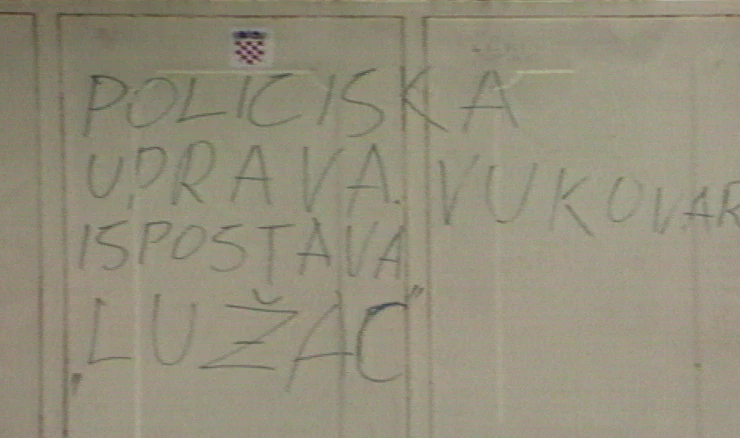 POLICISKA
UPRAVA. VUKOVAR
ISPOSTAVA
„LUŽAC"